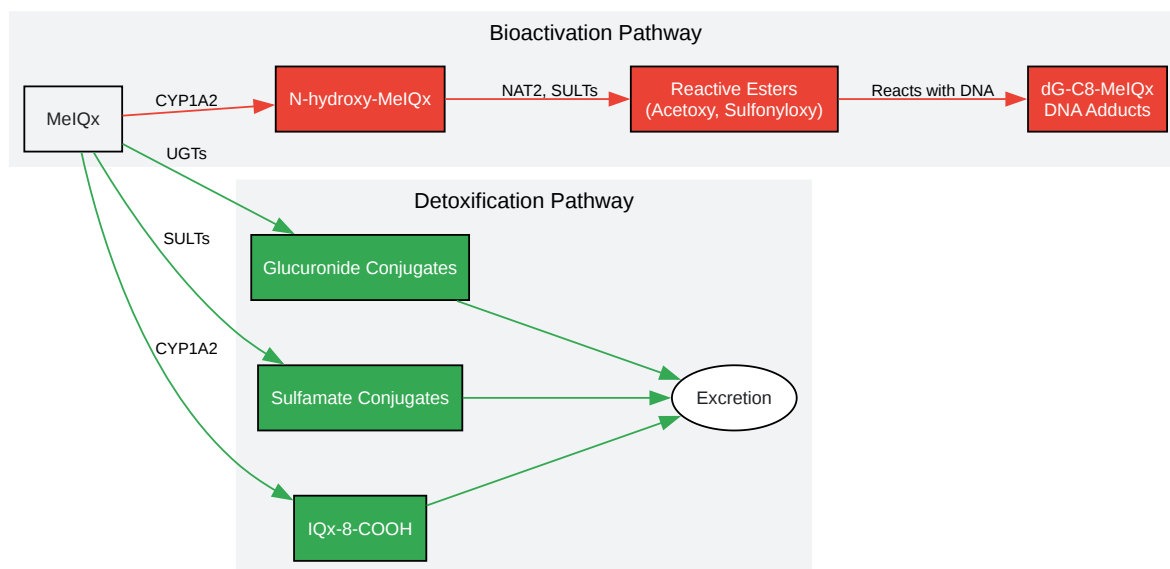 Bioactivation Pathway
MeIQx
CYP1A2
N-hydroxy-MeIQx
NAT2, SULTs
Reactive Esters
(Acetoxy, Sulfonyloxy)
Reacts with DNA
dG-C8-MeIQx
DNA Adducts
UGTs
Detoxification Pathway
SULTs
Glucuronide Conjugates
CYP1A2
Sulfamate Conjugates
Excretion
IQx-8-COOH